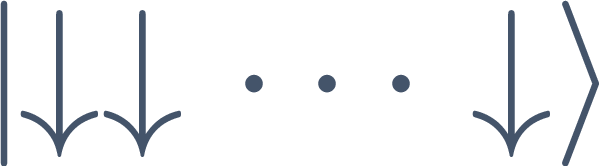 |↓↓ · · · ↓⟩